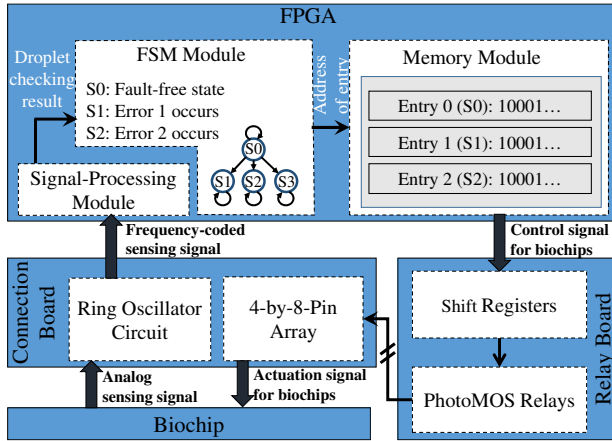 FPGA
Droplet
checking
result
FSM Module
S0: Fault-free state
S1: Error 1 occurs
S2: Error 2 occurs
S0
S1
S2
S3
Signal-Processing
Module
Address
of entry
Memory Module
Entry 0 (S0): 10001...
Entry 1 (S1): 10001...
Entry 2 (S2): 10001...
Frequency-coded
sensing signal
Control signal
for biochips
Connection
Board
Ring Oscillator
Circuit
4-by-8-Pin
Array
Shift Registers
PhotoMOS Relays
Relay Board
Analog
sensing signal
Actuation signal
for biochips
Biochip